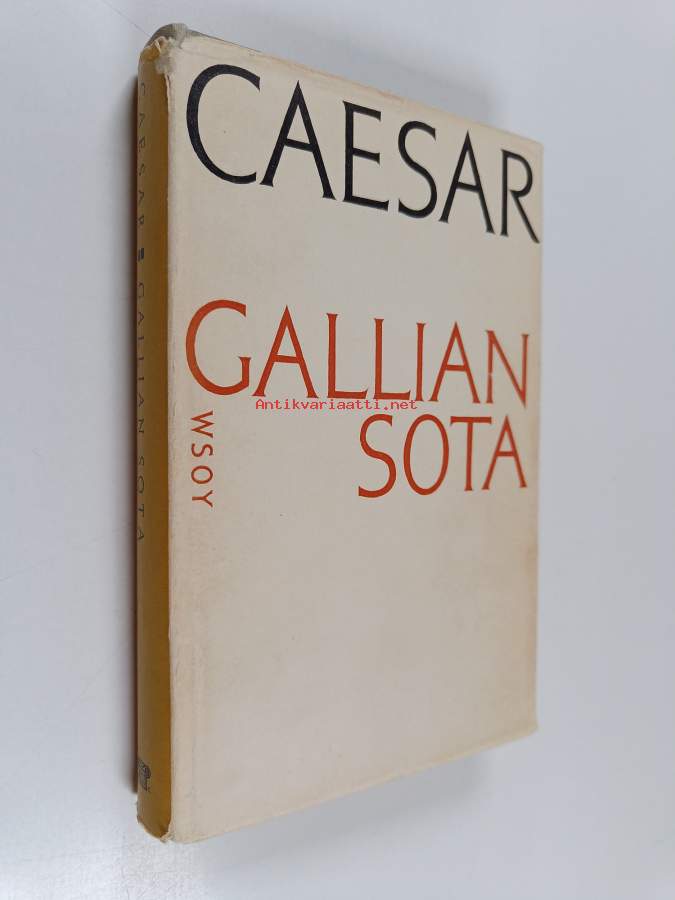 CAESAR
GALLIAN
SOTA
WSOY
CAESAR GALLIAN SOTA
Antikvariaatti.net